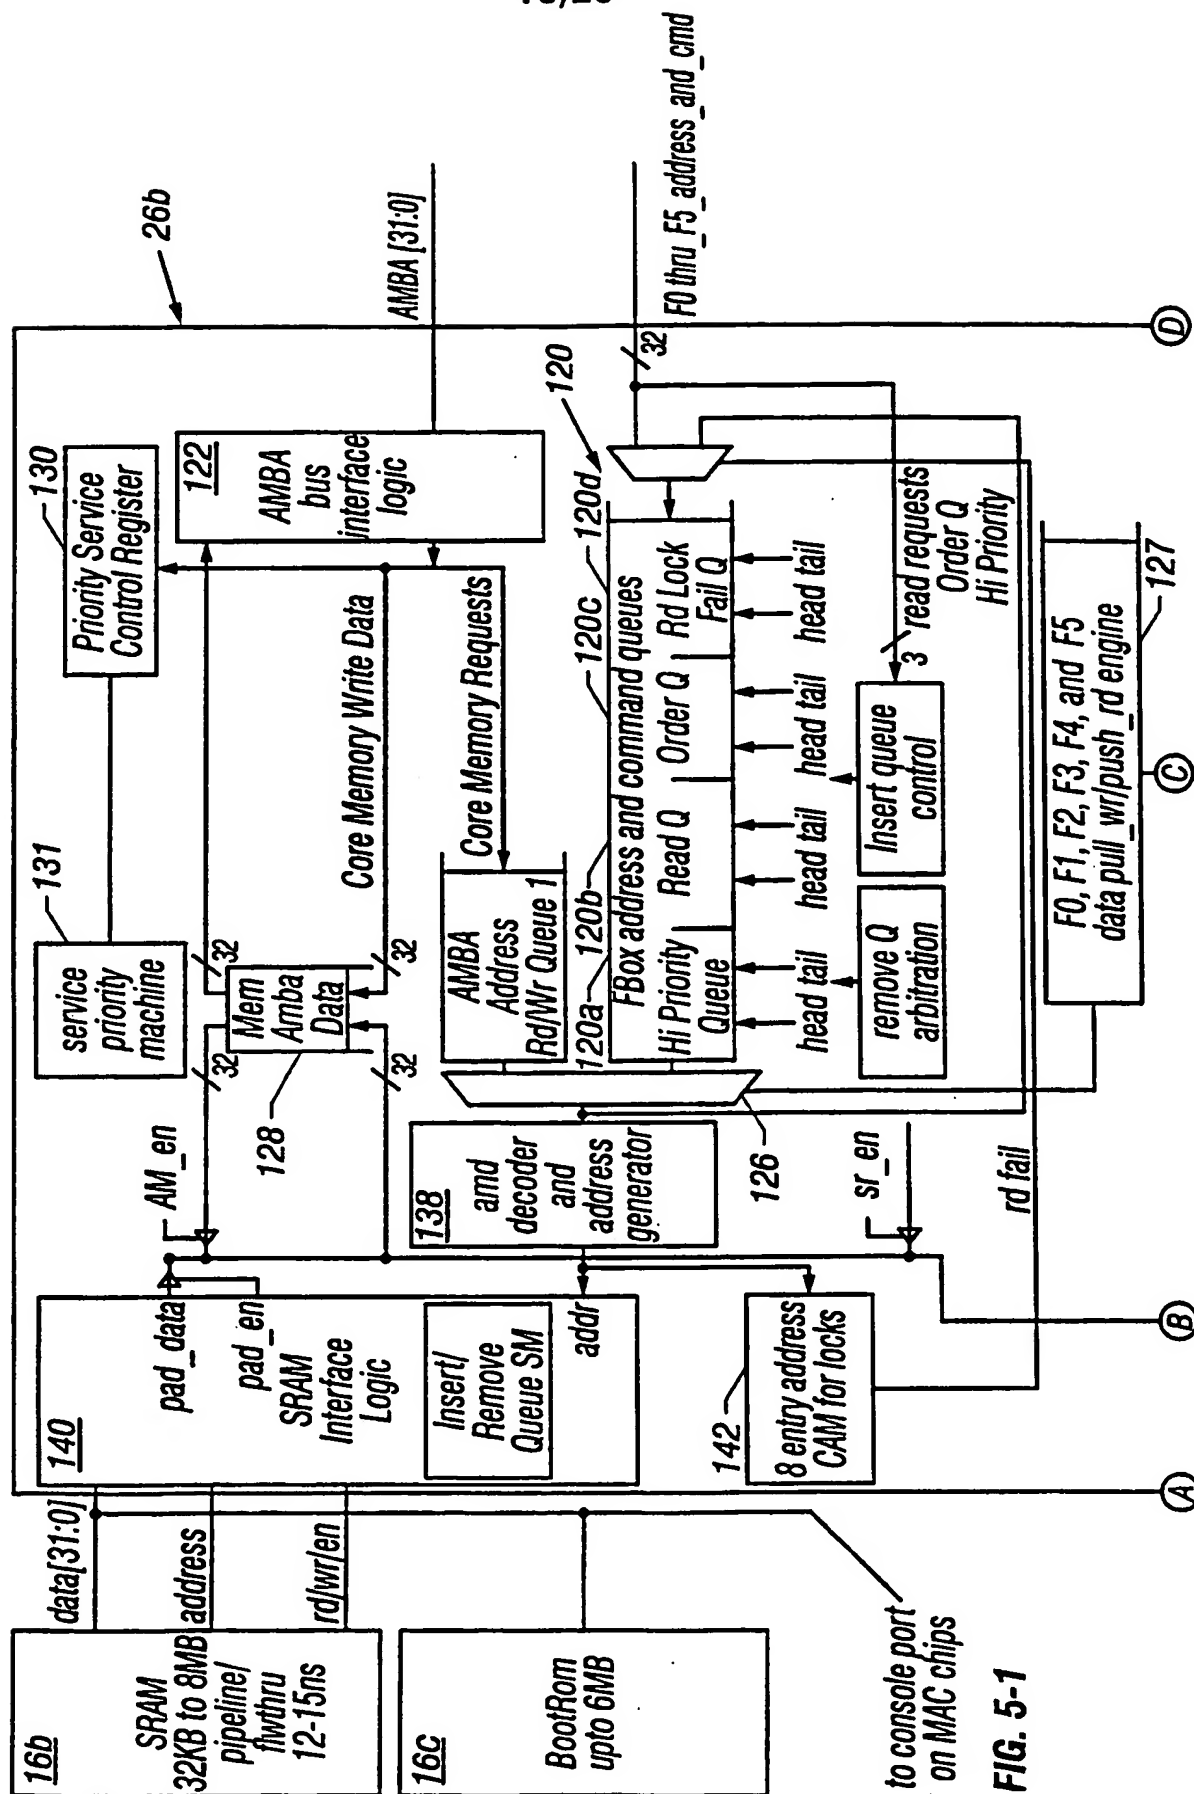 26b
AMBA [31:0]
F0 thru_F5_address_and_cmd
130
Priority Service
Control Register
122
AMBA
bus
interface
logic
32
120
131
service
priority
machine
32
32
Mem
Amba
Data
32
32
128
Core Memory Write Data
Core Memory Requests
AMBA
Address
Rd/Wr Queue 1
120a
120b
120c
120d
FBox address and command queues
Hi Priority
Queue
Read Q
Order Q
Rd Lock
Fail Q
head tail
head tail
head tail
head tail
remove Q
arbitration
Insert queue
control
3
read requests
Order Q
Hi Priority
F0, F1, F2, F3, F4, and F5
data pull_wr/push_rd engine
127
AM_en
138
amd
decoder
and
address
generator
126
sr_en
rd fail
140
pad_data
pad_en
SRAM
Interface
Logic
Insert/
Remove
Queue SM
addr
142
8 entry address
CAM for locks
data[31:0]
address
rd/wr/en
16b
SRAM
32KB to 8MB
pipeline/
flwthru
12-15ns
16c
BootRom
upto 6MB
to console port
on MAC chips
A
B
C
D
FIG. 5-1